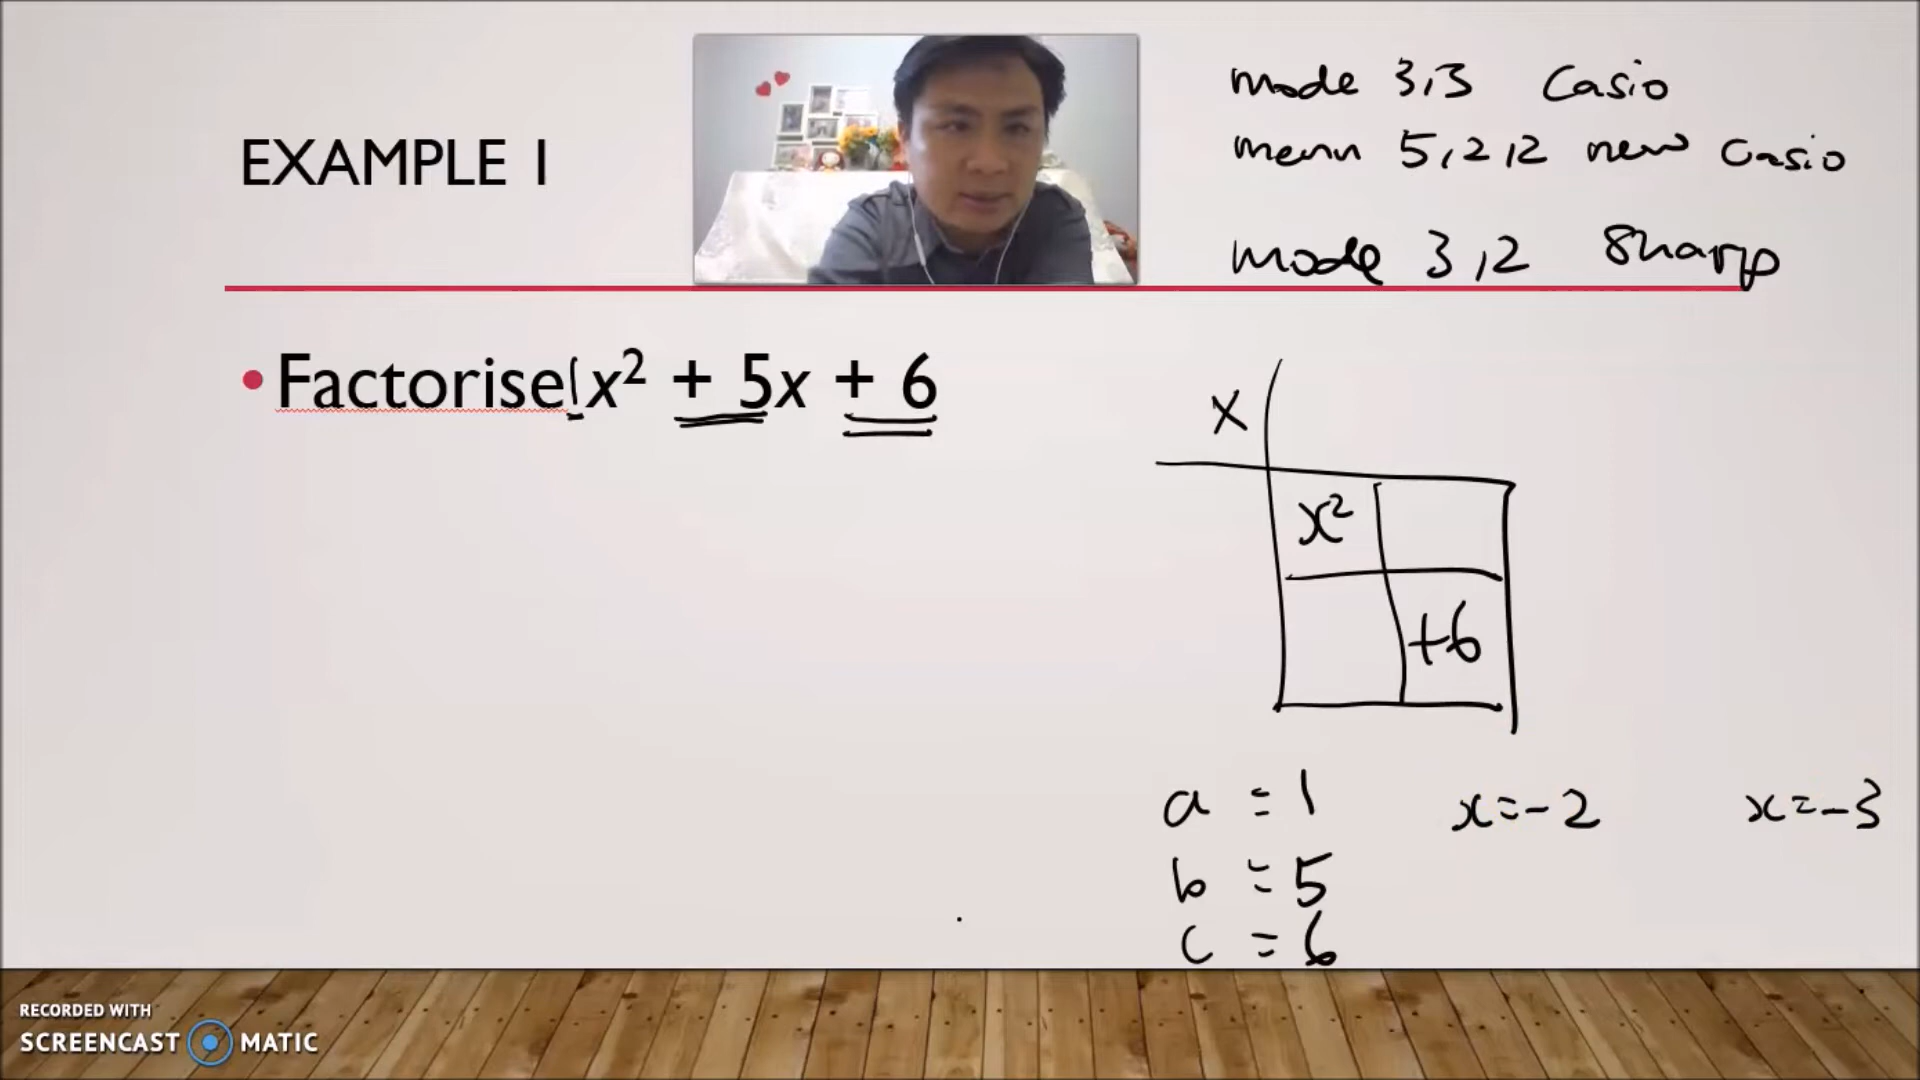 mode 3,3 Casio
menu 5,2,2 new Casio
mode 3,2 Sharp
EXAMPLE 1
• Factorise 1x² + 5x + 6
×
x²
+6
a = 1 x=-2 x=-3
b = 5
c = 6
RECORDED WITH
SCREENCAST MATIC